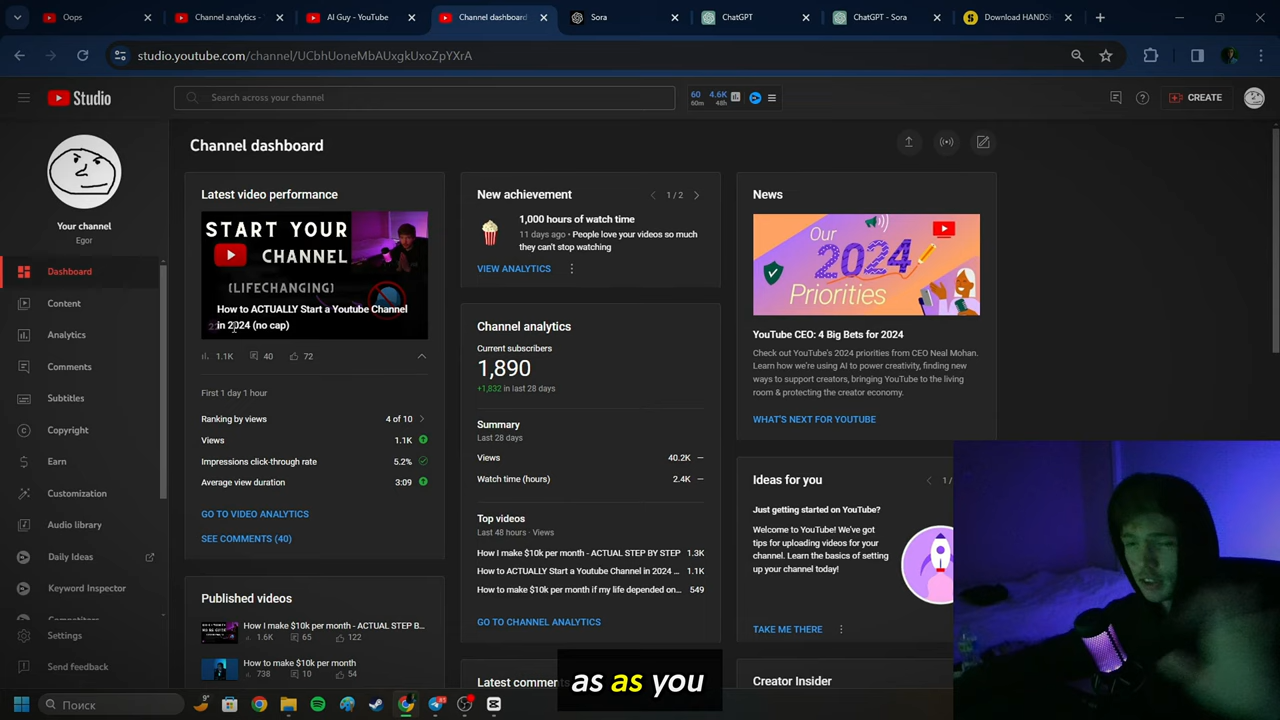 Oops
Channel analytics -
AI Guy - YouTube
Channel dashboard
Sora
ChatGPT
ChatGPT - Sora
Download HANDS
studio.youtube.com/channel/UCbhUoneMbAUxgkUxoZpYXrA
Studio
Search across your channel
60
60m
4.6K
48h
CREATE
Your channel
Egor
Dashboard
Content
Analytics
Comments
Subtitles
Copyright
Earn
Customization
Audio library
Daily Ideas
Keyword Inspector
Competitors
Settings
Send feedback
Channel dashboard
Latest video performance
START YOUR
CHANNEL
(LIFECHANGING)
How to ACTUALLY Start a Youtube Channel
in 2024 (no cap)
1.1K
40
72
First 1 day 1 hour
Ranking by views
4 of 10
Views
1.1K
Impressions click-through rate
5.2%
Average view duration
3:09
GO TO VIDEO ANALYTICS
SEE COMMENTS (40)
Published videos
How I make $10k per month - ACTUAL STEP B...
1.6K
65
122
How to make $10k per month
738
10
54
New achievement
1 / 2
1,000 hours of watch time
11 days ago • People love your videos so much
they can't stop watching
VIEW ANALYTICS
Channel analytics
Current subscribers
1,890
+1,832 in last 28 days
Summary
Last 28 days
Views
40.2K —
Watch time (hours)
2.4K —
Top videos
Last 48 hours · Views
How I make $10k per month - ACTUAL STEP BY STEP
1.3K
How to ACTUALLY Start a Youtube Channel in 2024 ...
1.1K
How to make $10k per month if my life depended on...
549
GO TO CHANNEL ANALYTICS
Latest comments
News
Our
2024
Priorities
YouTube CEO: 4 Big Bets for 2024
Check out YouTube's 2024 priorities from CEO Neal Mohan.
Learn how we're using AI to power creativity, finding new
ways to support creators, bringing YouTube to the living
room & protecting the creator economy.
WHAT'S NEXT FOR YOUTUBE
Ideas for you
1 /
Just getting started on YouTube?
Welcome to YouTube! We've got
tips for uploading videos for your
channel. Learn the basics of setting
up your channel today!
TAKE ME THERE
Creator Insider
as as you
Поиск
9°